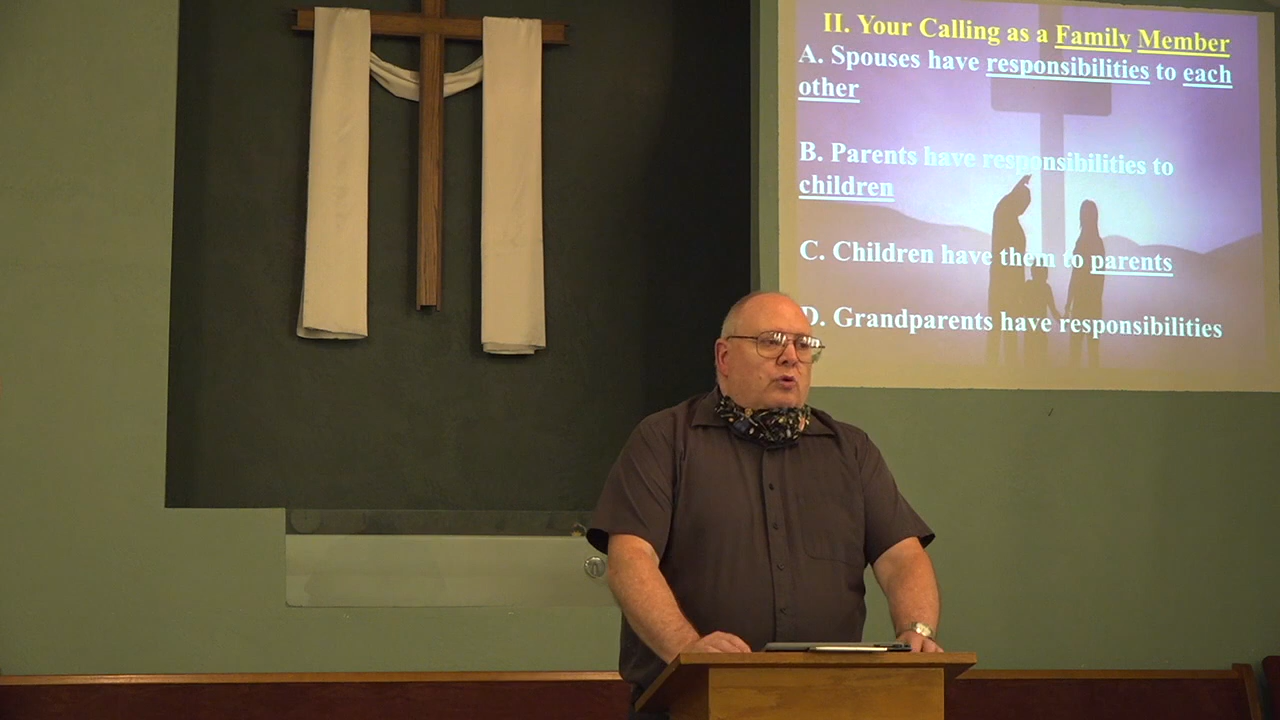 II. Your Calling as a Family Member
A. Spouses have responsibilities to each
other
B. Parents have responsibilities to
children
C. Children have them to parents
D. Grandparents have responsibilities